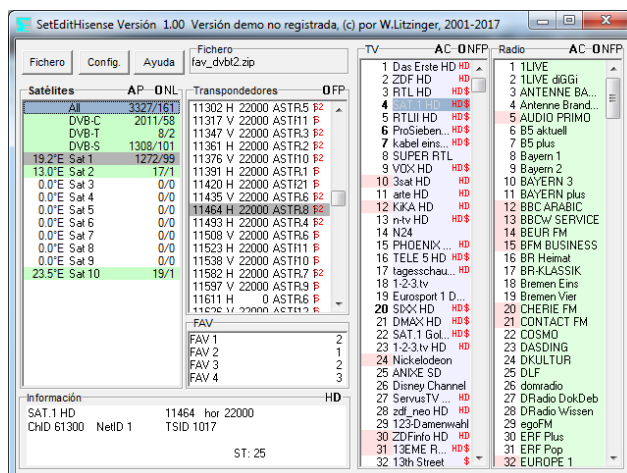 SetEditHisense Versión 1.00 Versión demo no registrada, (c) por W.Litzinger, 2001-2017
Fichero Config. Ayuda
Fichero
fav_dvbt2.zip
Satélites AP ONL
All 3327/161
DVB-C 2011/58
DVB-T 8/2
DVB-S 1308/101
19.2°E Sat 1 1272/99
13.0°E Sat 2 17/1
0.0°E Sat 3 0/0
0.0°E Sat 4 0/0
0.0°E Sat 5 0/0
0.0°E Sat 6 0/0
0.0°E Sat 7 0/0
0.0°E Sat 8 0/0
0.0°E Sat 9 0/0
23.5°E Sat 10 19/1
Transpondedores OFP
11302 H 22000 ASTR.5 B2
11317 V 22000 ASTI11 B
11347 V 22000 ASTR.3 B2
11361 H 22000 ASTR.2 B2
11376 V 22000 ASTI10 B2
11391 H 22000 ASTR.1 B
11420 H 22000 ASTI21 B
11435 V 22000 ASTR.6 B2
11464 H 22000 ASTR.8 B2
11493 H 22000 ASTR.4 B2
11508 V 22000 ASTR.6 B
11523 H 22000 ASTI11 B
11538 V 22000 ASTI10 B
11582 H 22000 ASTR.7 B2
11597 V 22000 ASTR.9 B
11611 H 0 ASTR.6 B
11626 V 22000 ASTI12 B
FAV
FAV 1 2
FAV 2 1
FAV 3 2
FAV 4 3
Información HD
SAT.1 HD 11464 hor 22000
ChID 61300 NetID 1 TSID 1017
ST: 25
TV AC ONFP
1 Das Erste HD HD
2 ZDF HD HD
3 RTL HD HD$
4 SAT.1 HD HD$
5 RTLII HD HD$
6 ProSieben... HD$
7 kabel eins... HD$
8 SUPER RTL
9 VOX HD HD$
10 3sat HD HD
11 arte HD HD
12 KiKA HD HD
13 n-tv HD HD$
14 N24
15 PHOENIX ... HD
16 TELE 5 HD HD$
17 tagesschau... HD
18 1-2-3.tv
19 Eurosport 1 D...
20 SIXX HD HD$
21 DMAX HD HD$
22 SAT.1 Gol... HD$
23 1-2-3.tv HD HD
24 Nickelodeon
25 ANIXE SD
26 Disney Channel
27 ServusTV ... HD
28 zdf_neo HD HD
29 123-Damenwahl
30 ZDFinfo HD HD
31 13EME R... HD$
32 13th Street $
Radio AC ONFP
1 1LIVE
2 1LIVE diGGi
3 ANTENNE BA...
4 Antenne Brand...
5 AUDIO PRIMO
6 B5 aktuell
7 B5 plus
8 Bayern 1
9 Bayern 2
10 BAYERN 3
11 BAYERN plus
12 BBC ARABIC
13 BBCW SERVICE
14 BEUR FM
15 BFM BUSINESS
16 BR Heimat
17 BR-KLASSIK
18 Bremen Eins
19 Bremen Vier
20 CHERIE FM
21 CONTACT FM
22 COSMO
23 DASDING
24 DKULTUR
25 DLF
26 domradio
27 DRadio DokDeb
28 DRadio Wissen
29 egoFM
30 ERF Plus
31 ERF Pop
32 EUROPE 1